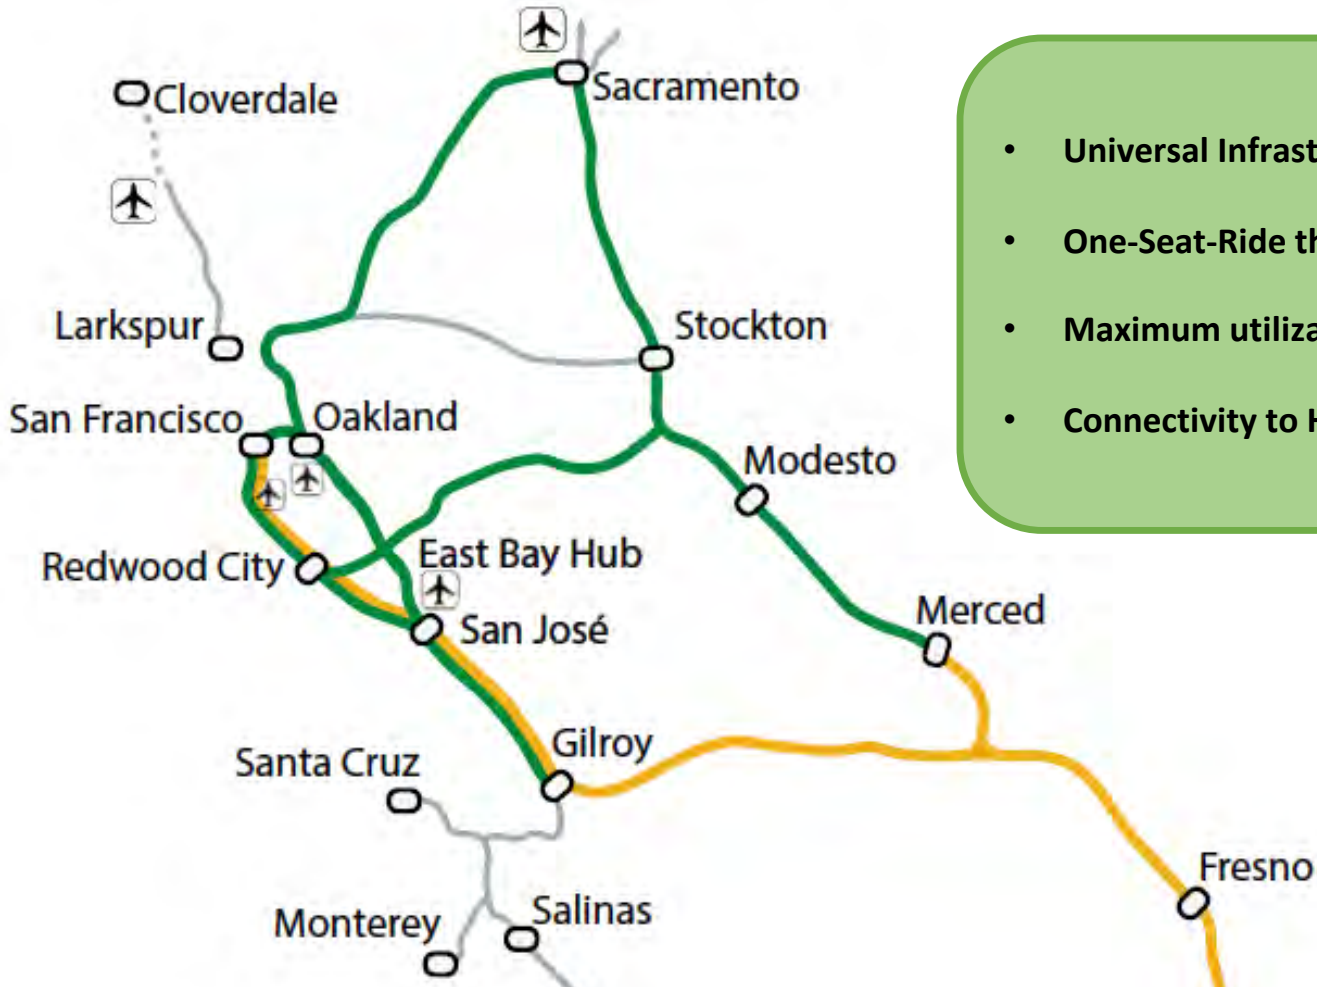 Cloverdale
Sacramento
Larkspur
Stockton
San Francisco
Oakland
Modesto
Redwood City
East Bay Hub
San José
Merced
Gilroy
Santa Cruz
Fresno
Monterey
Salinas
• Universal Infrast
• One-Seat-Ride th
• Maximum utiliza
• Connectivity to H